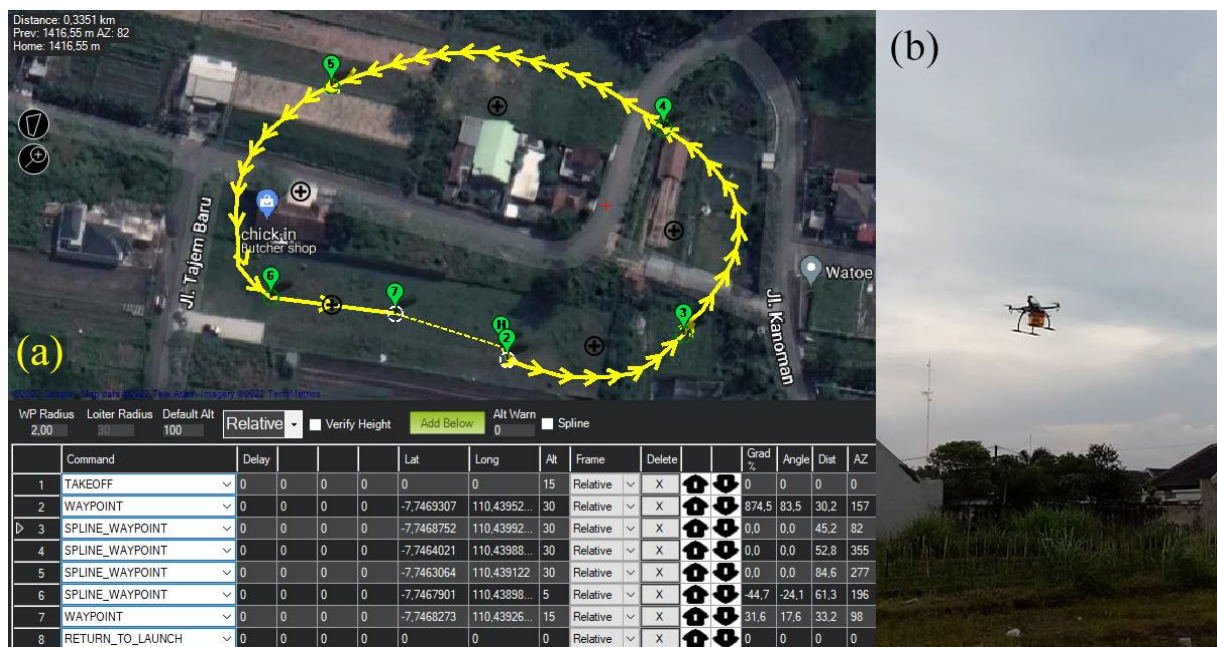 Distance: 0,3351 km
Prev: 1416,55 m AZ: 82
Home: 1416,55 m
(b)
5
4
Jl. Tajem Baru
chick in
Butcher shop
Watoe
6
7
H
2
3
Jl. Kanoman
(a)
WP Radius Loiter Radius Default Alt Alt Warn
2,00 30 100 Relative Verify Height Add Below 0 Spline
Command Delay Lat Long Alt Frame Delete Grad % Angle Dist AZ
1 TAKEOFF 0 0 0 0 0 0 15 Relative X 0 0 0 0
2 WAYPOINT 0 0 0 0 -7,7469307 110,43952... 30 Relative X 874,5 83,5 30,2 157
3 SPLINE_WAYPOINT 0 0 0 0 -7,7468752 110,43992... 30 Relative X 0,0 0,0 45,2 82
4 SPLINE_WAYPOINT 0 0 0 0 -7,7464021 110,43988... 30 Relative X 0,0 0,0 52,8 355
5 SPLINE_WAYPOINT 0 0 0 0 -7,7463064 110,439122 30 Relative X 0,0 0,0 84,6 277
6 SPLINE_WAYPOINT 0 0 0 0 -7,7467901 110,43898... 5 Relative X -44,7 -24,1 61,3 196
7 WAYPOINT 0 0 0 0 -7,7468273 110,43926... 15 Relative X 31,6 17,6 33,2 98
8 RETURN_TO_LAUNCH 0 0 0 0 0 0 0 Relative X 0 0 0 0